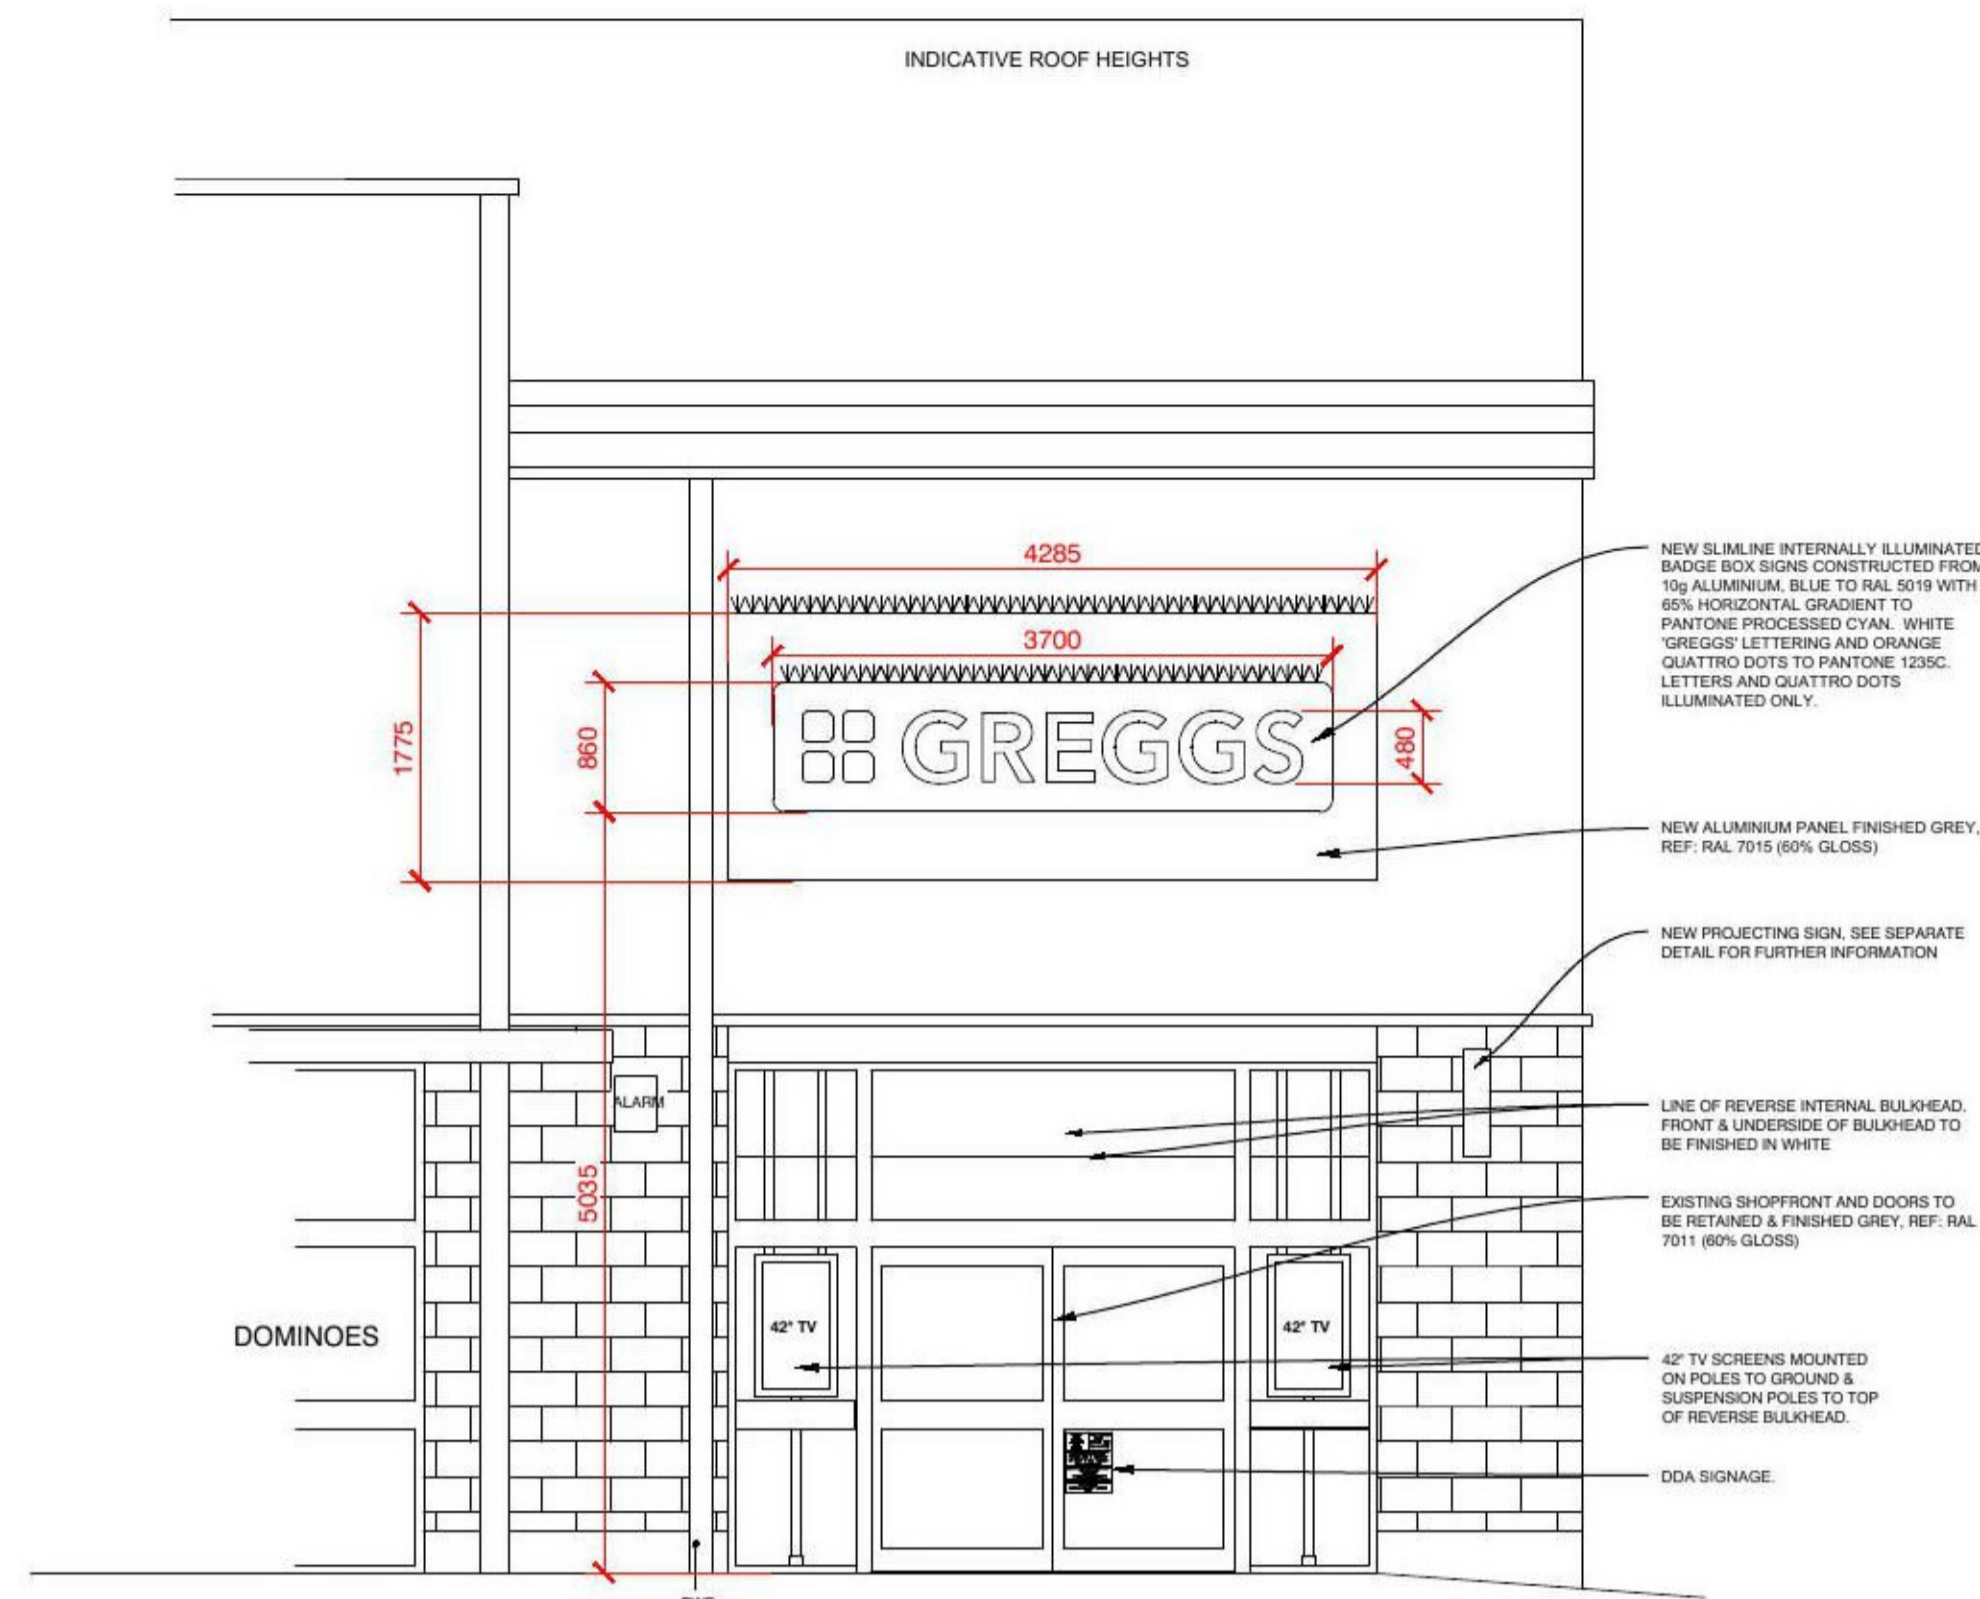 INDICATIVE ROOF HEIGHTS
4285
3700
1775
860
480
5035
GREGGS
NEW SLIMLINE INTERNALLY ILLUMINATED
BADGE BOX SIGNS CONSTRUCTED FROM
10g ALUMINIUM, BLUE TO RAL 5019 WITH
65% HORIZONTAL GRADIENT TO
PANTONE PROCESSED CYAN. WHITE
'GREGGS' LETTERING AND ORANGE
QUATTRO DOTS TO PANTONE 1235C.
LETTERS AND QUATTRO DOTS
ILLUMINATED ONLY.
NEW ALUMINIUM PANEL FINISHED GREY,
REF: RAL 7015 (60% GLOSS)
NEW PROJECTING SIGN, SEE SEPARATE
DETAIL FOR FURTHER INFORMATION
ALARM
LINE OF REVERSE INTERNAL BULKHEAD.
FRONT & UNDERSIDE OF BULKHEAD TO
BE FINISHED IN WHITE
EXISTING SHOPFRONT AND DOORS TO
BE RETAINED & FINISHED GREY, REF: RAL
7011 (60% GLOSS)
DOMINOES
42" TV
42" TV
42" TV SCREENS MOUNTED
ON POLES TO GROUND &
SUSPENSION POLES TO TOP
OF REVERSE BULKHEAD.
DDA SIGNAGE.